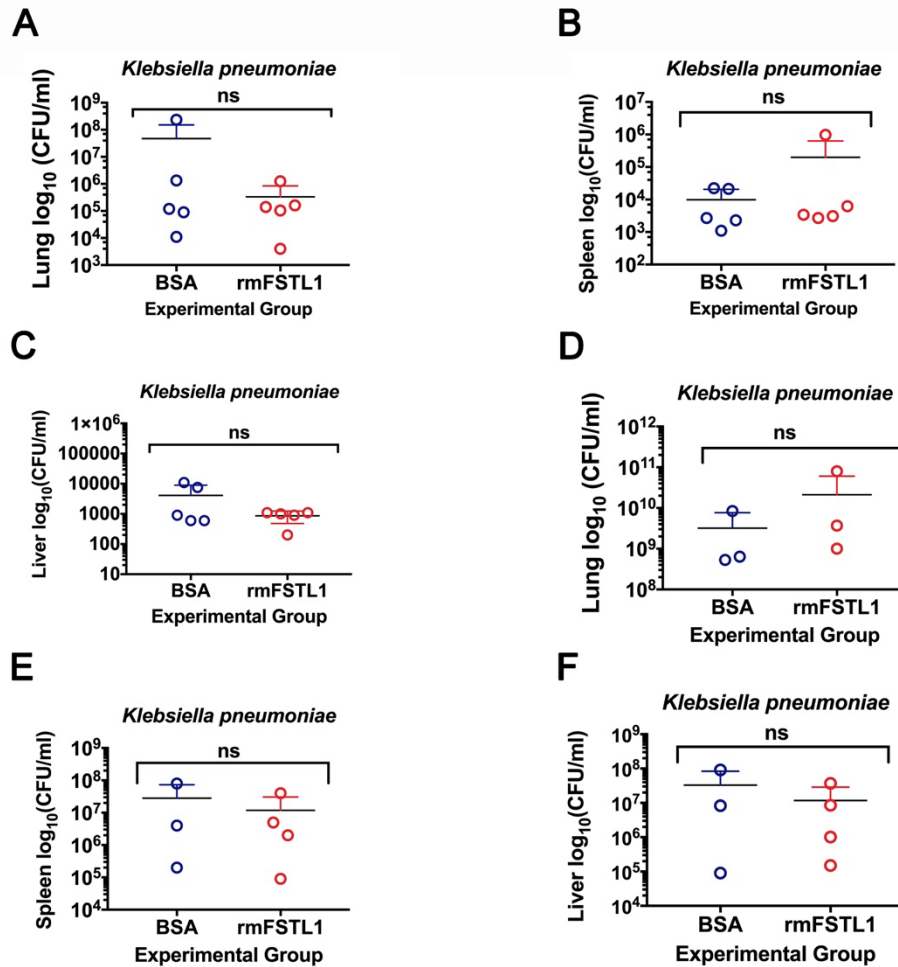 A
Klebsiella pneumoniae
ns
Lung log10 (CFU/ml)
10^9
10^8
10^7
10^6
10^5
10^4
10^3
BSA rmFSTL1
Experimental Group
B
Klebsiella pneumoniae
ns
Spleen log10(CFU/ml)
10^7
10^6
10^5
10^4
10^3
10^2
BSA rmFSTL1
Experimental Group
C
Klebsiella pneumoniae
ns
Liver log10(CFU/ml)
1×10^6
100000
10000
1000
100
10
BSA rmFSTL1
Experimental Group
D
Klebsiella pneumoniae
ns
Lung log10 (CFU/ml)
10^12
10^11
10^10
10^9
10^8
BSA rmFSTL1
Experimental Group
E
Klebsiella pneumoniae
ns
Spleen log10(CFU/ml)
10^9
10^8
10^7
10^6
10^5
10^4
BSA rmFSTL1
Experimental Group
F
Klebsiella pneumoniae
ns
Liver log10(CFU/ml)
10^9
10^8
10^7
10^6
10^5
10^4
BSA rmFSTL1
Experimental Group